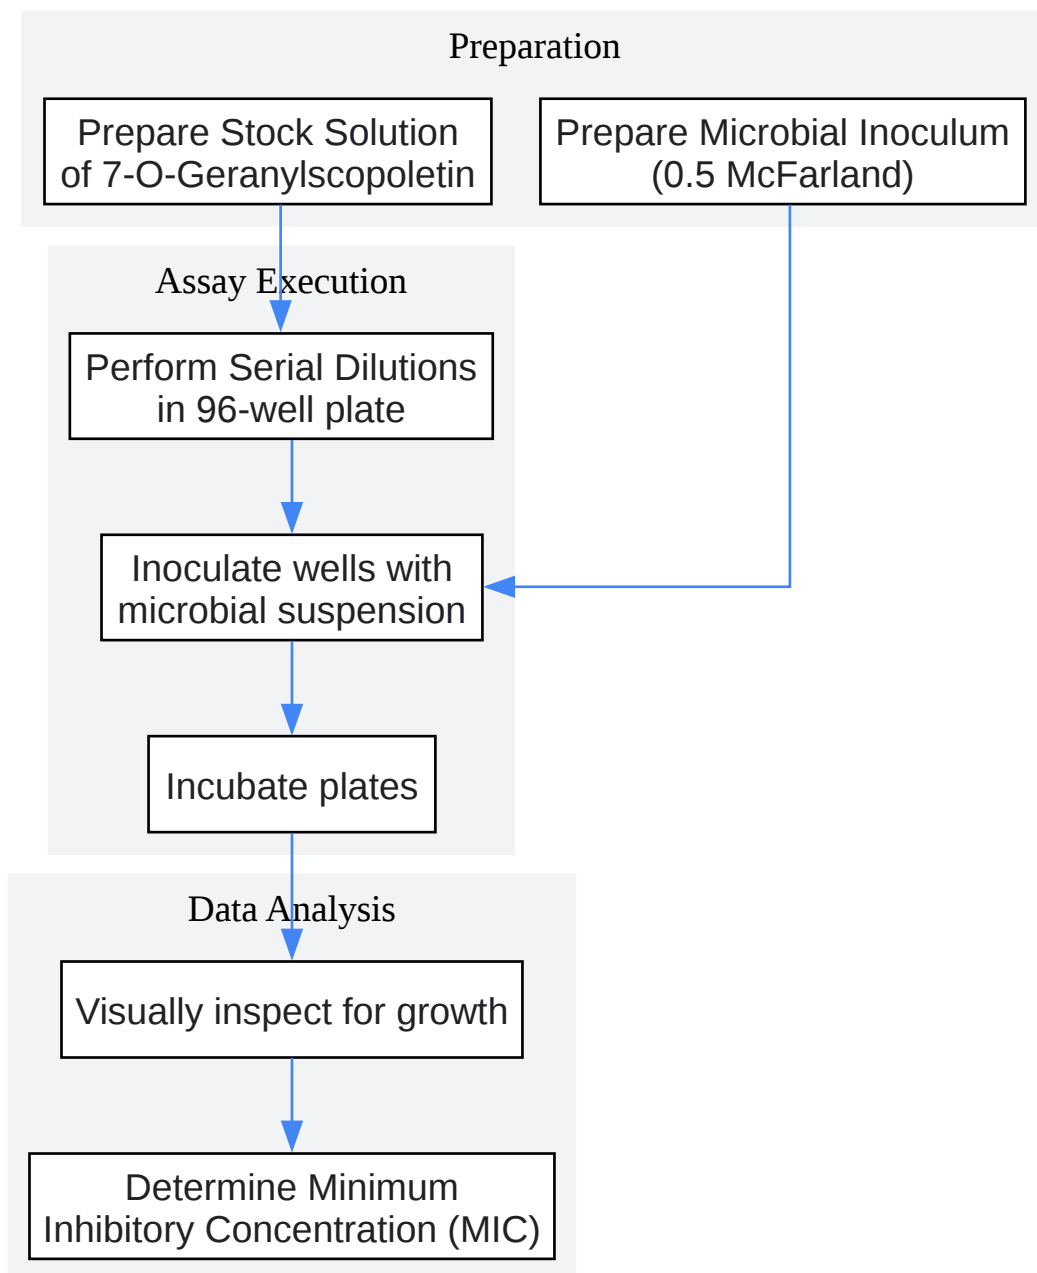 Preparation
Prepare Stock Solution
of 7-O-Geranylscopoletin
Prepare Microbial Inoculum
(0.5 McFarland)
Assay Execution
Perform Serial Dilutions
in 96-well plate
Inoculate wells with
microbial suspension
Incubate plates
Data Analysis
Visually inspect for growth
Determine Minimum
Inhibitory Concentration (MIC)